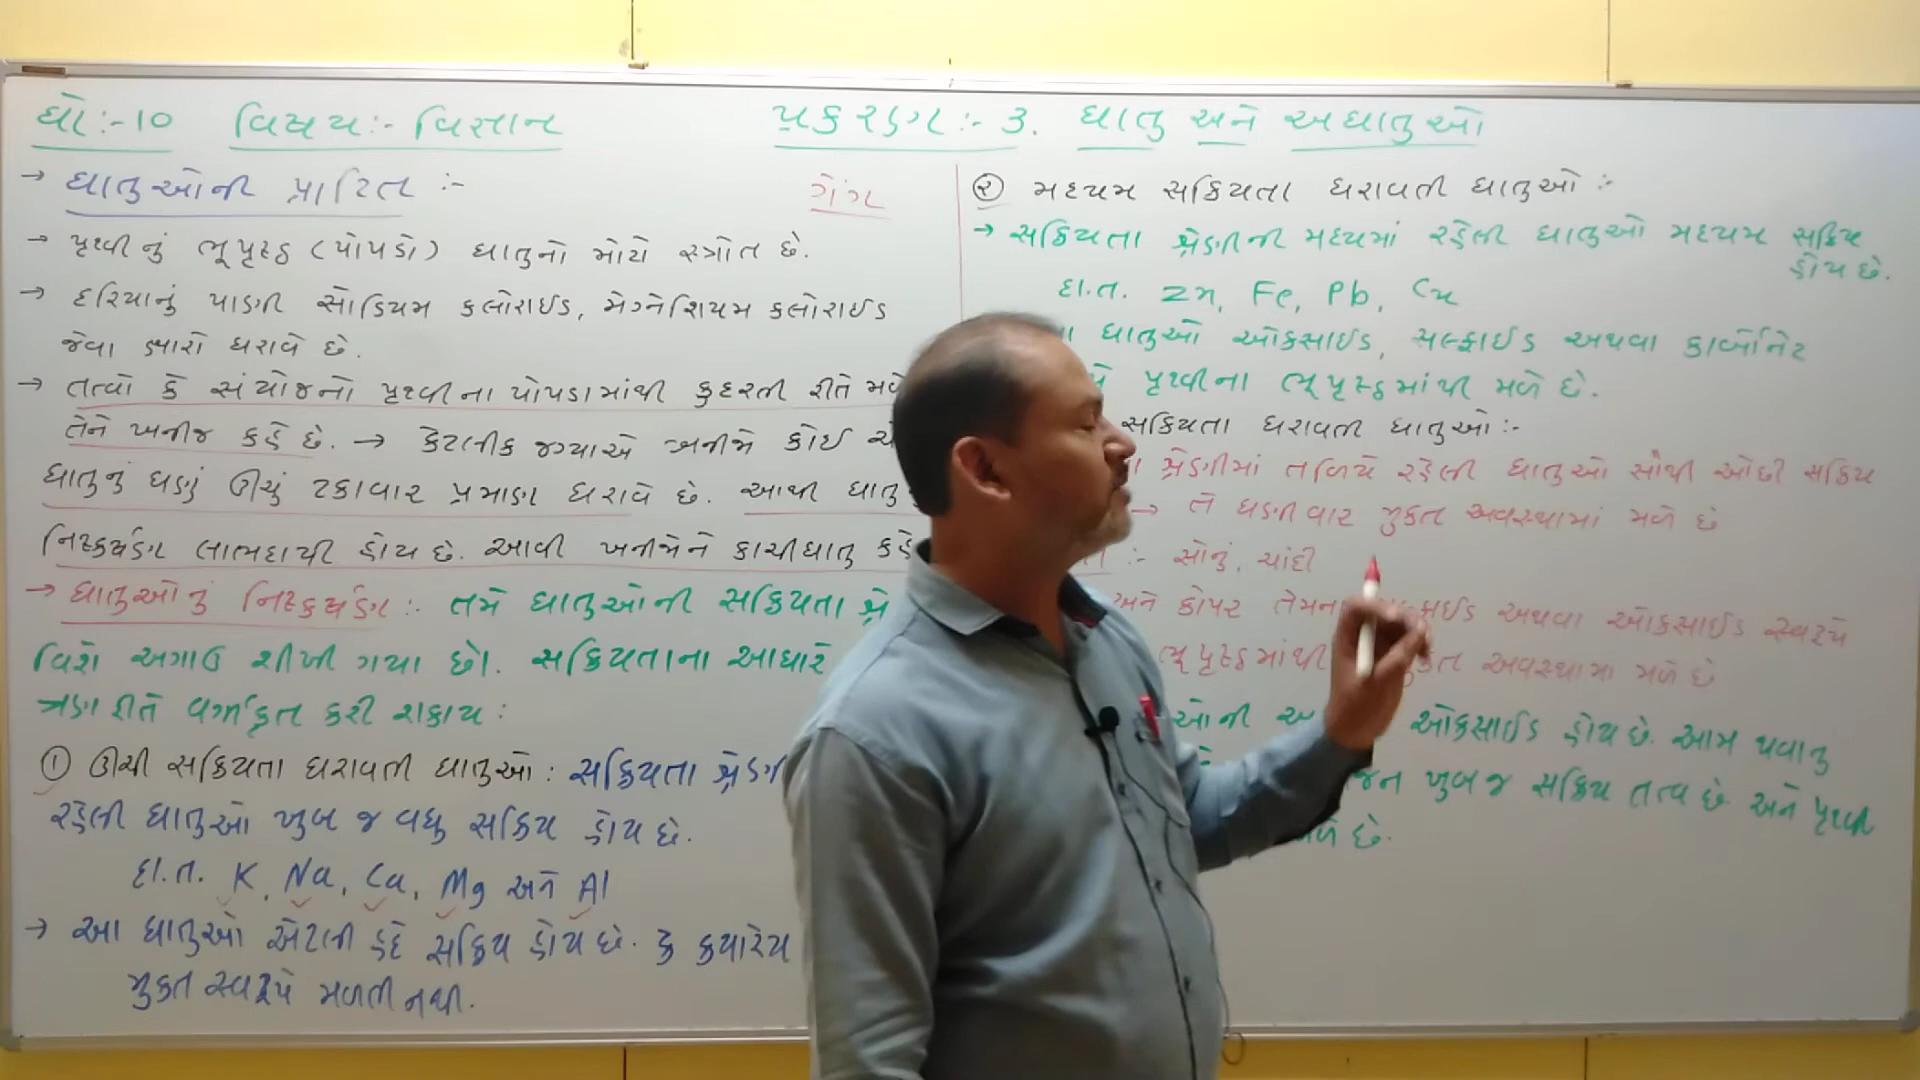 ધો:-10 વિષય:- વિજ્ઞાન પ્રકરણ:- 3. ધાતુ અને અધાતુઓ
→ ધાતુઓની પ્રાપ્તિ :-
ગેંગ
→ પૃથ્વીનું ભૂપૃષ્ઠ (પોપડો) ધાતુનો મોટો સ્ત્રોત છે.
→ દરિયાનું પાણી સોડિયમ ક્લોરાઈડ, મેગ્નેશિયમ ક્લોરાઈડ
જેવા ક્ષારો ધરાવે છે.
→ તત્વો કે સંયોજનો પૃથ્વીના પોપડામાંથી કુદરતી રીતે મળે
તેને ખનીજ કહે છે. → કેટલીક જગ્યાએ ખનીજો કોઈ
ધાતુનું ઘણું ઊંચું ટકાવાર પ્રમાણ ધરાવે છે. આથી ધાતુ
નિષ્કર્ષણ લાભદાયી હોય છે. આવી ખનીજોને કાચીધાતુ કહે
→ ધાતુઓનું નિષ્કર્ષણ :- તમે ધાતુઓની સક્રિયતા શ્રે
વિશે અગાઉ શીખી ગયા છો. સક્રિયતાના આધારે
ત્રણ રીતે વર્ગીકૃત કરી શકાય :
① ઊંચી સક્રિયતા ધરાવતી ધાતુઓ : સક્રિયતા શ્રેણી
રહેલી ધાતુઓ ખુબ જ વધુ સક્રિય હોય છે.
દા.ત. K, Na, Ca, Mg અને Al
→ આ ધાતુઓ એટલી હદે સક્રિય હોય છે. કે ક્યારેય
મુક્ત સ્વરૂપે મળતી નથી.
② મધ્યમ સક્રિયતા ધરાવતી ધાતુઓ :-
→ સક્રિયતા શ્રેણીની મધ્યમાં રહેલી ધાતુઓ મધ્યમ સક્રિય
હોય છે.
દા.ત. Zn, Fe, Pb, Cu
ધાતુઓ ઓક્સાઈડ, સલ્ફાઈડ અથવા કાર્બોનેટ
પૃથ્વીના ભૂપૃષ્ઠમાંથી મળે છે.
સક્રિયતા ધરાવતી ધાતુઓ :-
શ્રેણીમાં તળિયે રહેલી ધાતુઓ સૌથી ઓછી સક્રિય
→ તે ઘણીવાર મુક્ત અવસ્થામાં મળે છે
:- સોનું, ચાંદી
અને કોપર તેમના અથવા ઓક્સાઈડ સ્વરૂપે
ભૂપૃષ્ઠમાંથી અવસ્થામાં મળે છે
ઓક્સાઈડ હોય છે. આમ થવાનુ
ખુબ જ સક્રિય તત્વ છે અને પૃથ્વી
છે.